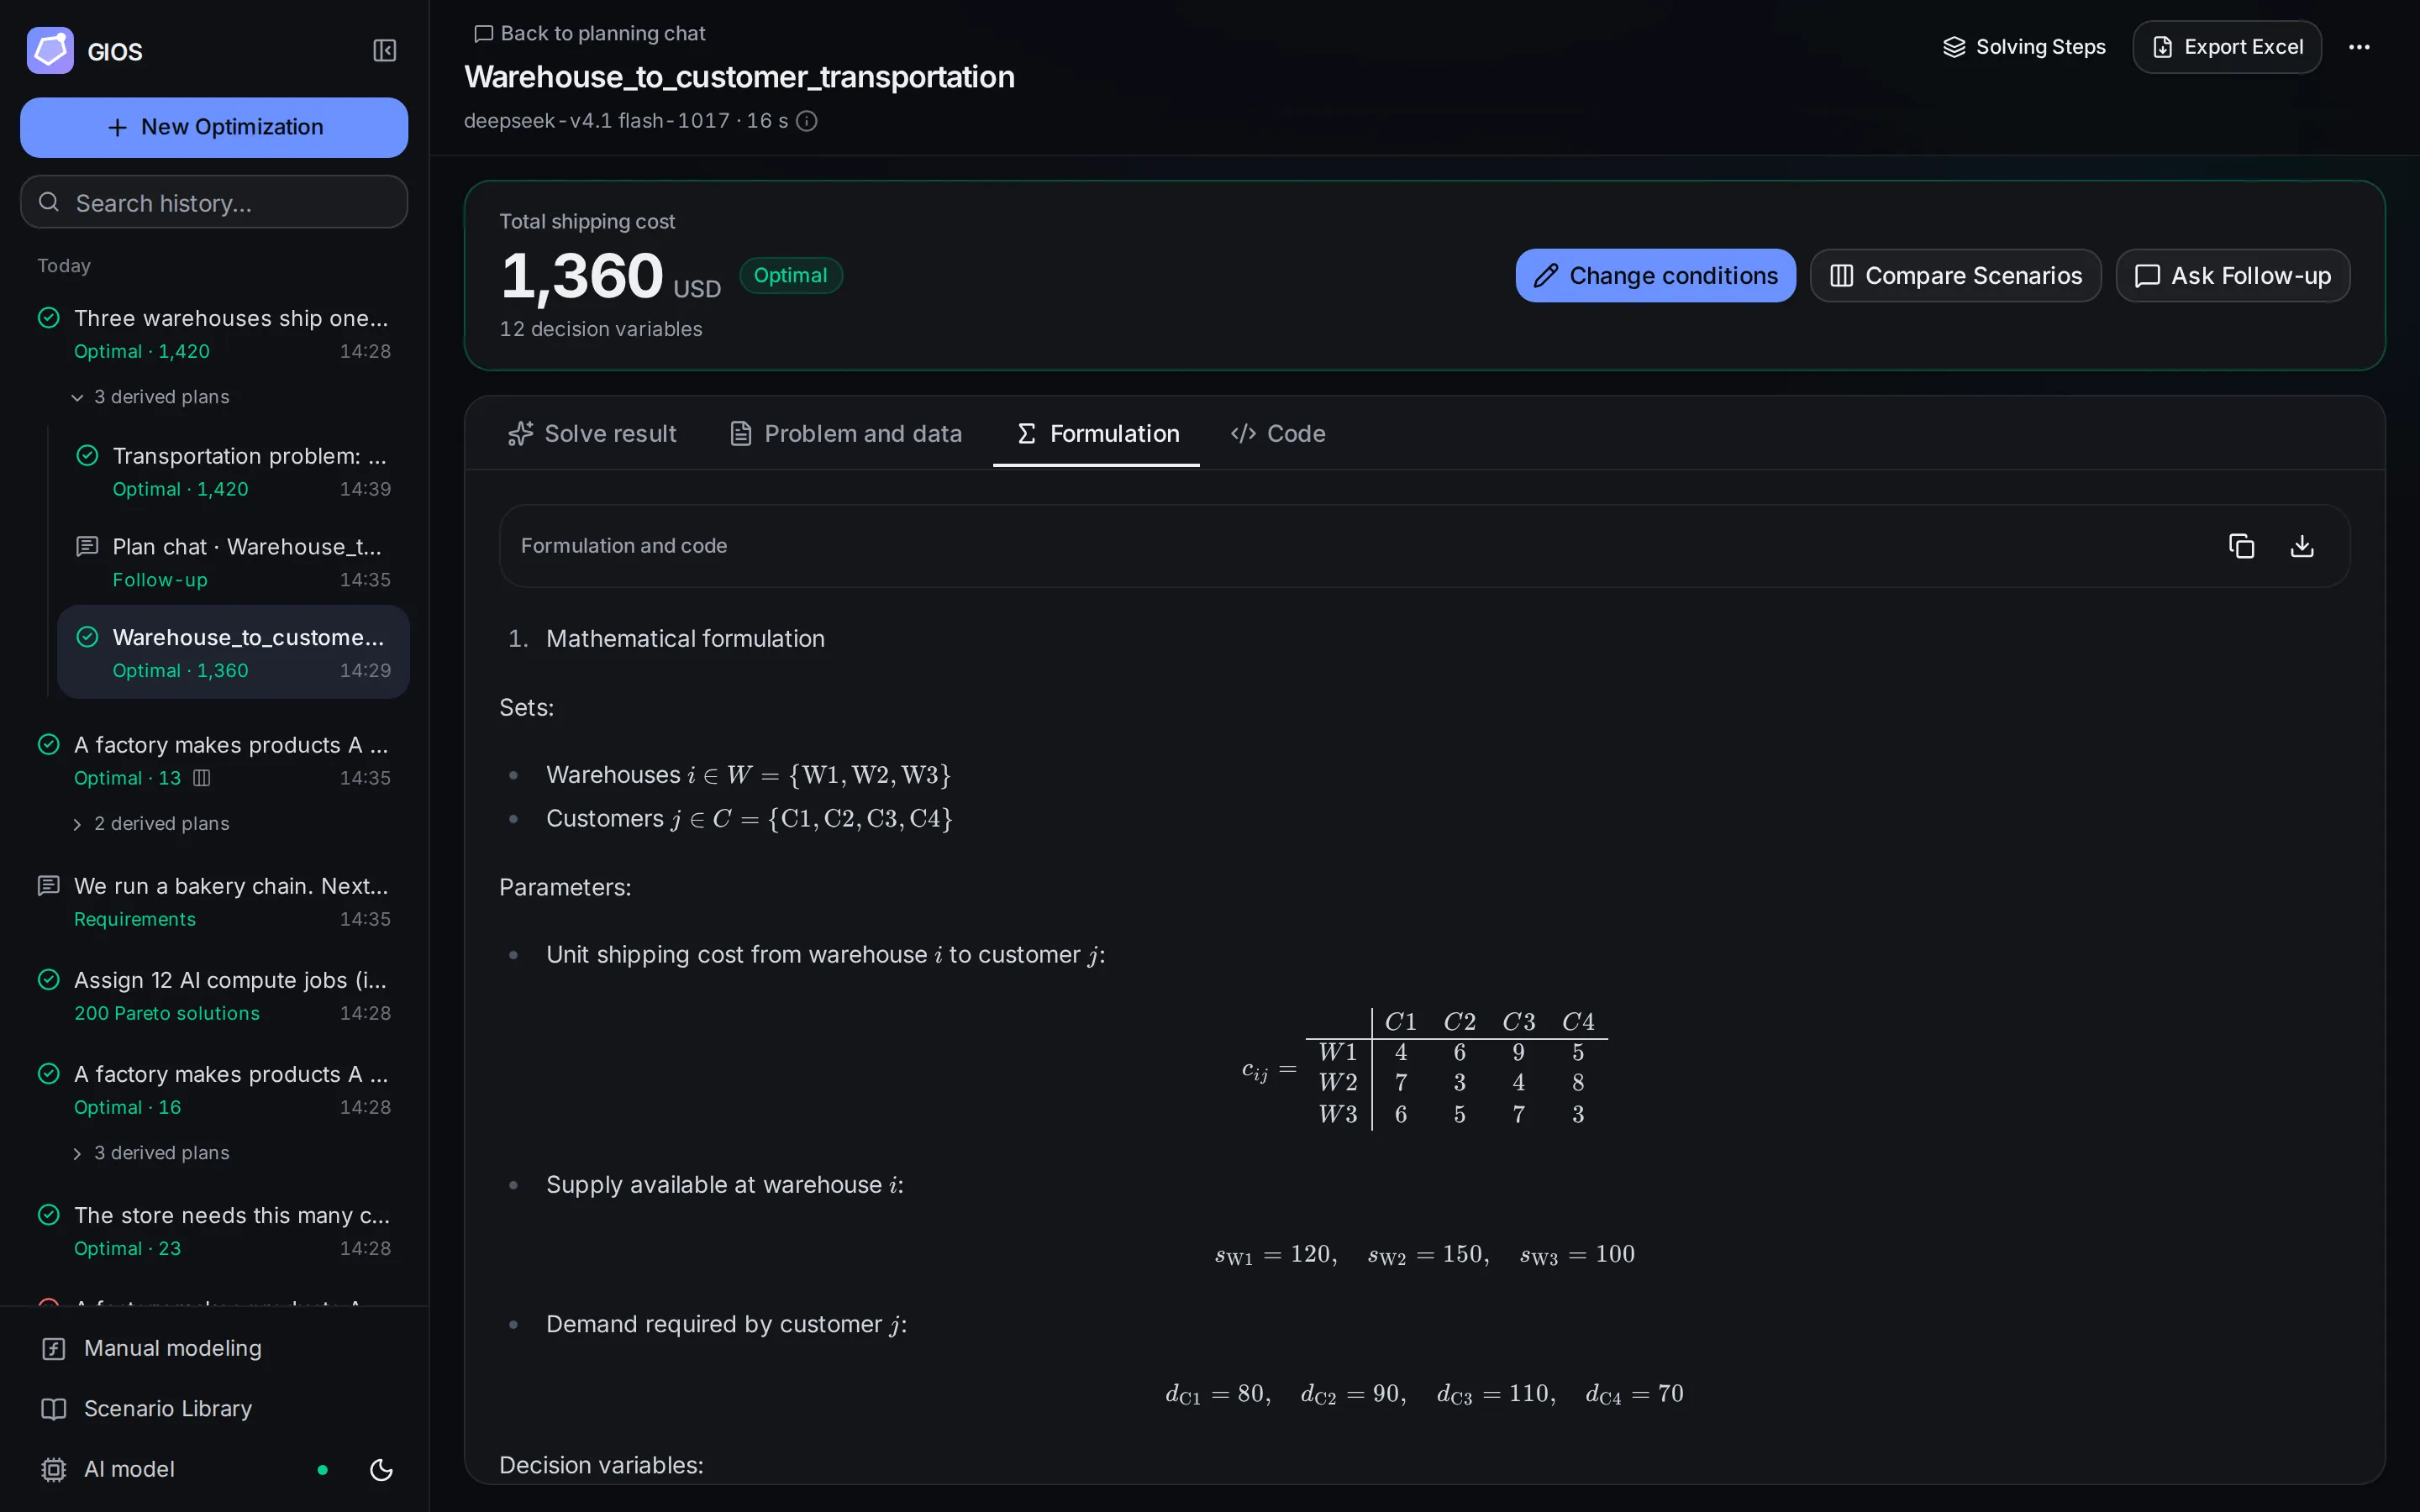 GIOS
New Optimization
Search history...
Today
Three warehouses ship one...
Optimal · 1,420 14:28
3 derived plans
Transportation problem: ...
Optimal · 1,420 14:39
Plan chat · Warehouse_t...
Follow-up 14:35
Warehouse_to_custome...
Optimal · 1,360 14:29
A factory makes products A ...
Optimal · 13 14:35
2 derived plans
We run a bakery chain. Next...
Requirements 14:35
Assign 12 AI compute jobs (i...
200 Pareto solutions 14:28
A factory makes products A ...
Optimal · 16 14:28
3 derived plans
The store needs this many c...
Optimal · 23 14:28
Manual modeling
Scenario Library
AI model
Back to planning chat
Warehouse_to_customer_transportation
deepseek-v4.1 flash-1017 · 16 s
Solving Steps
Export Excel
Total shipping cost
1,360 USD Optimal
12 decision variables
Change conditions
Compare Scenarios
Ask Follow-up
Solve result
Problem and data
Σ Formulation
</> Code
Formulation and code
1. Mathematical formulation
Sets:
• Warehouses i ∈ W = {W1, W2, W3}
• Customers j ∈ C = {C1, C2, C3, C4}
Parameters:
• Unit shipping cost from warehouse i to customer j:
C1 C2 C3 C4
c_ij =
W1 4 6 9 5
W2 7 3 4 8
W3 6 5 7 3
• Supply available at warehouse i:
s_W1 = 120, s_W2 = 150, s_W3 = 100
• Demand required by customer j:
d_C1 = 80, d_C2 = 90, d_C3 = 110, d_C4 = 70
Decision variables: